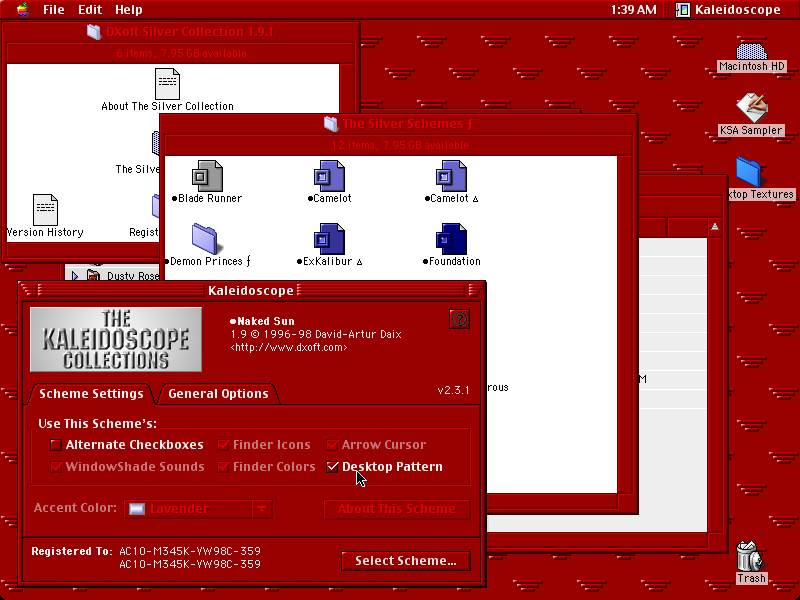 File Edit Help
1:39 AM
Kaleidoscope
DXoft Silver Collection 1.9.1
6 items, 7.95 GB available
About The Silver Collection
The Silve
Version History
Regist
Dusty Rose
The Silver Schemes ƒ
12 items, 7.95 GB available
•Blade Runner
•Camelot
•Camelot ∆
•Demon Princes ƒ
•ExKalibur ∆
•Foundation
rous
M
Macintosh HD
KSA Sampler
ktop Textures
Trash
Kaleidoscope
THE
KALEIDOSCOPE
COLLECTIONS
•Naked Sun
1.9 © 1996-98 David-Artur Daix
<http://www.dxoft.com>
?
v2.3.1
Scheme Settings
General Options
Use This Scheme's:
Alternate Checkboxes
Finder Icons
Arrow Cursor
WindowShade Sounds
Finder Colors
Desktop Pattern
Accent Color:
Lavender
About This Scheme
Registered To: AC10-M345K-VW98C-359
AC10-M345K-VW98C-359
Select Scheme...